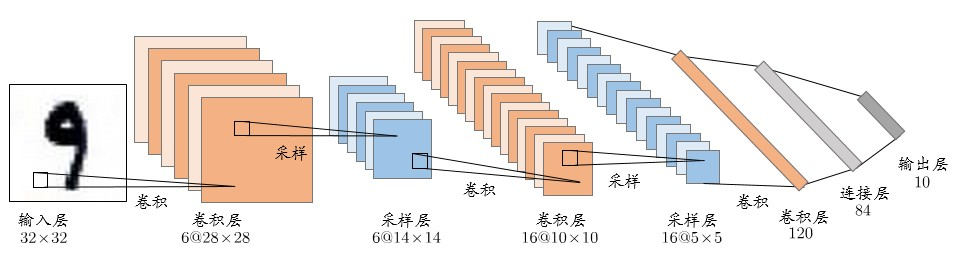 9
采样
卷积
卷积
采样
卷积
输入层
32×32
卷积层
6@28×28
采样层
6@14×14
卷积层
16@10×10
采样层
16@5×5
卷积层
120
连接层
84
输出层
10